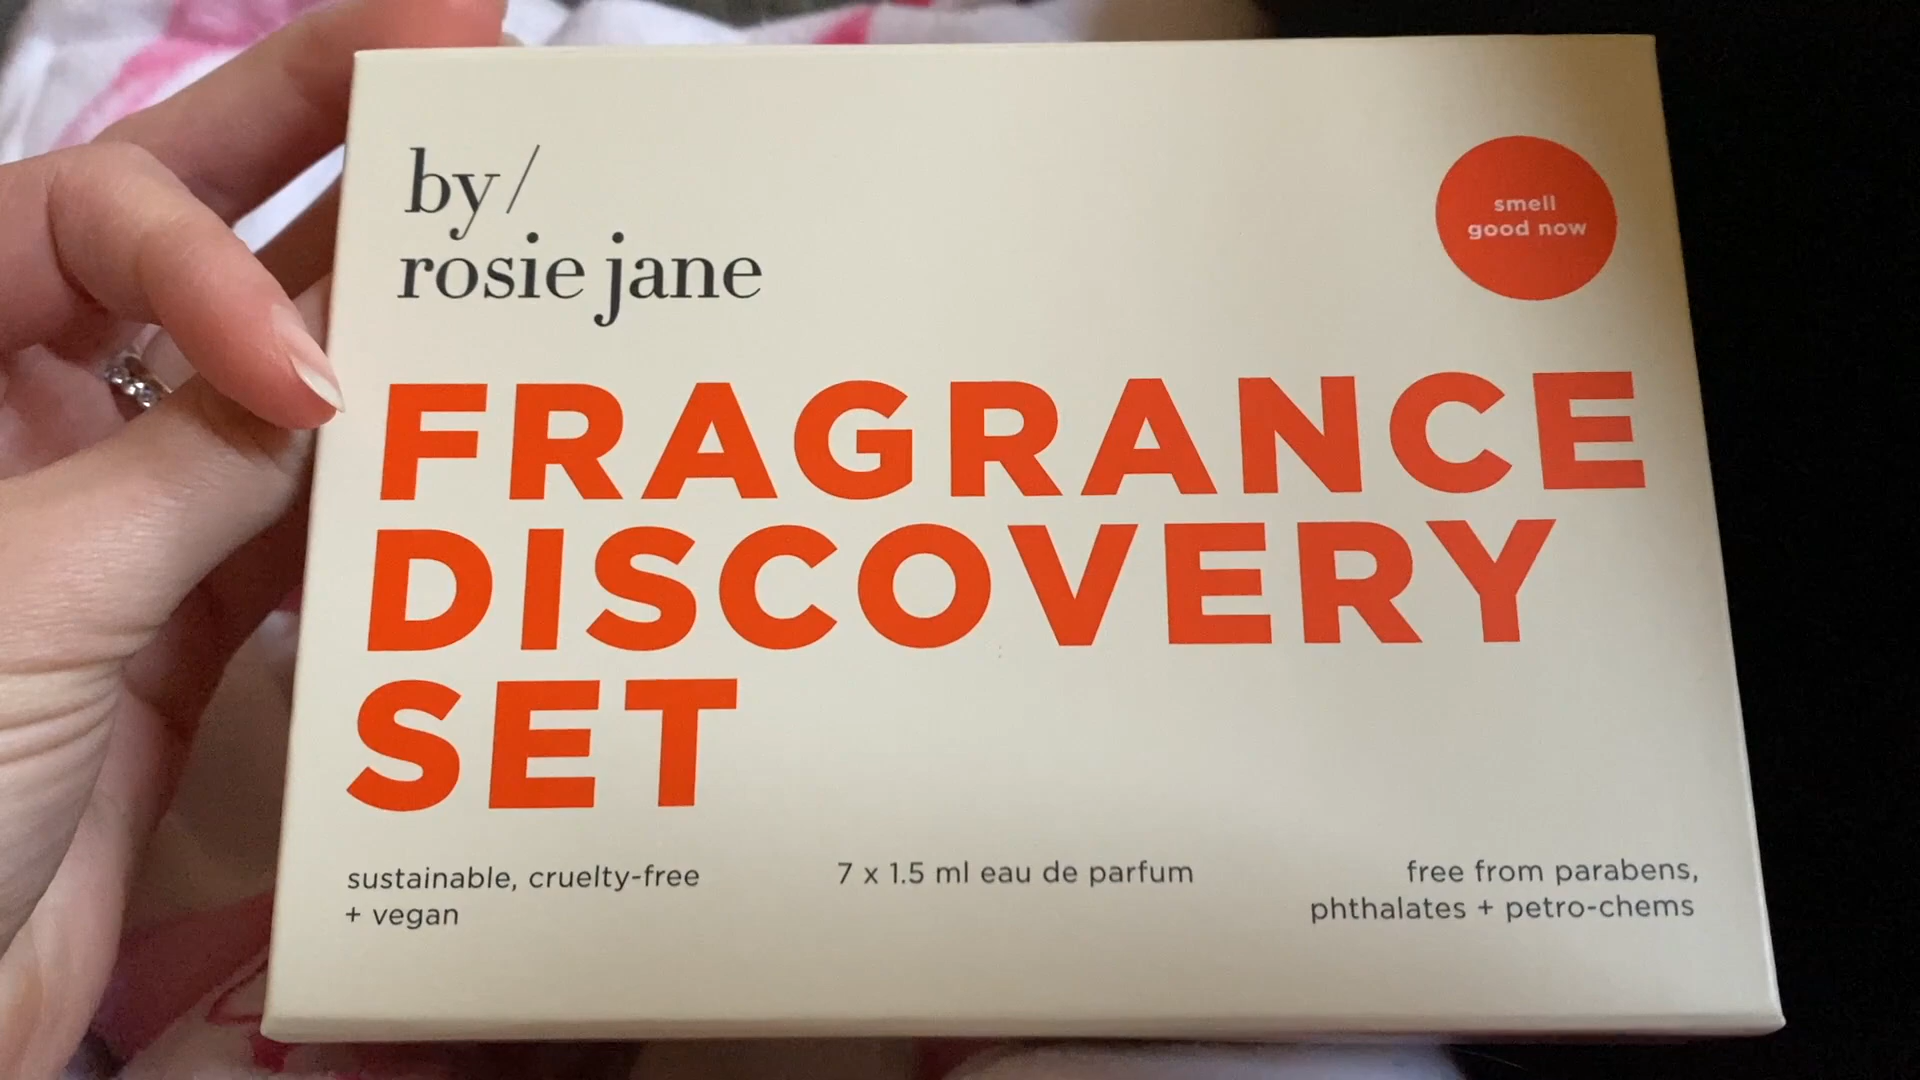 by/
rosie jane
smell
good now
FRAGRANCE
DISCOVERY
SET
sustainable, cruelty-free
+ vegan
7 x 1.5 ml eau de parfum
free from parabens,
phthalates + petro-chems